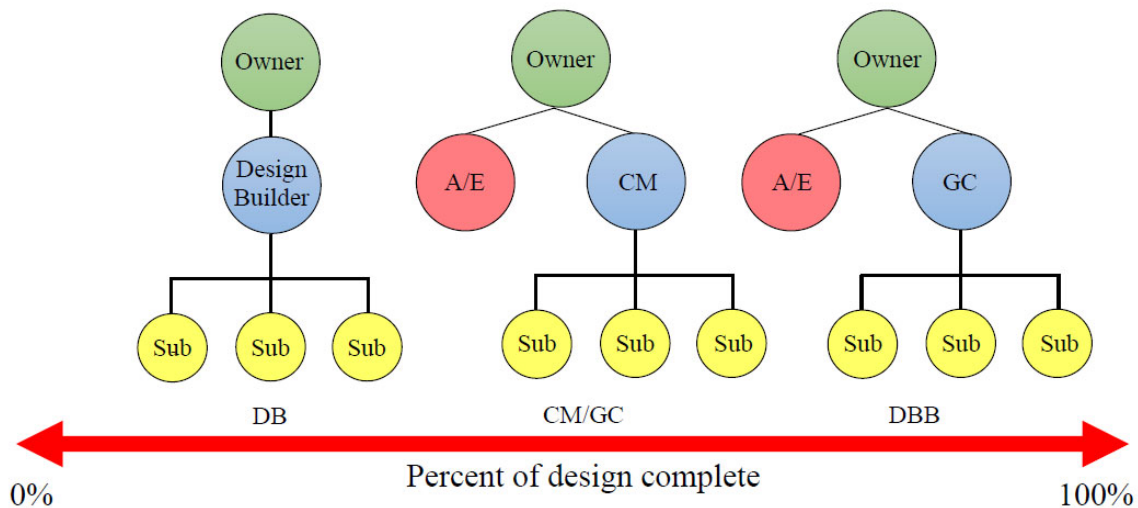 Owner
Owner
Owner
Design
Builder
A/E
CM
A/E
GC
Sub
Sub
Sub
Sub
Sub
Sub
Sub
Sub
Sub
DB
CM/GC
DBB
Percent of design complete
0%
100%